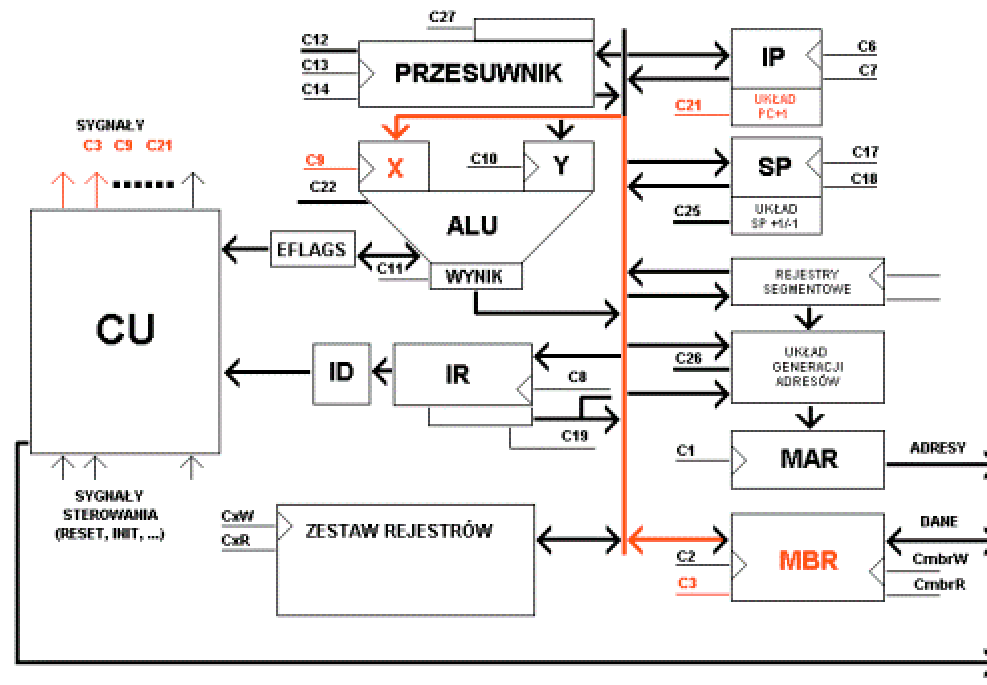 C27
C12
C13
C14
PRZESUWNIK
IP
C6
C7
C21
UKŁAD
PC+1
SYGNAŁY
C3 C9 C21
C9
X
C10
Y
C22
ALU
SP
C17
C18
C25
UKŁAD
SP +1/-1
EFLAGS
C11
WYNIK
REJESTRY
SEGMENTOWE
CU
ID
IR
C8
C19
C26
UKŁAD
GENERACJI
ADRESÓW
C1
MAR
ADRESY
SYGNAŁY
STEROWANIA
(RESET, INIT, ...)
CxW
CxR
ZESTAW REJESTRÓW
C2
C3
MBR
DANE
CmbrW
CmbrR